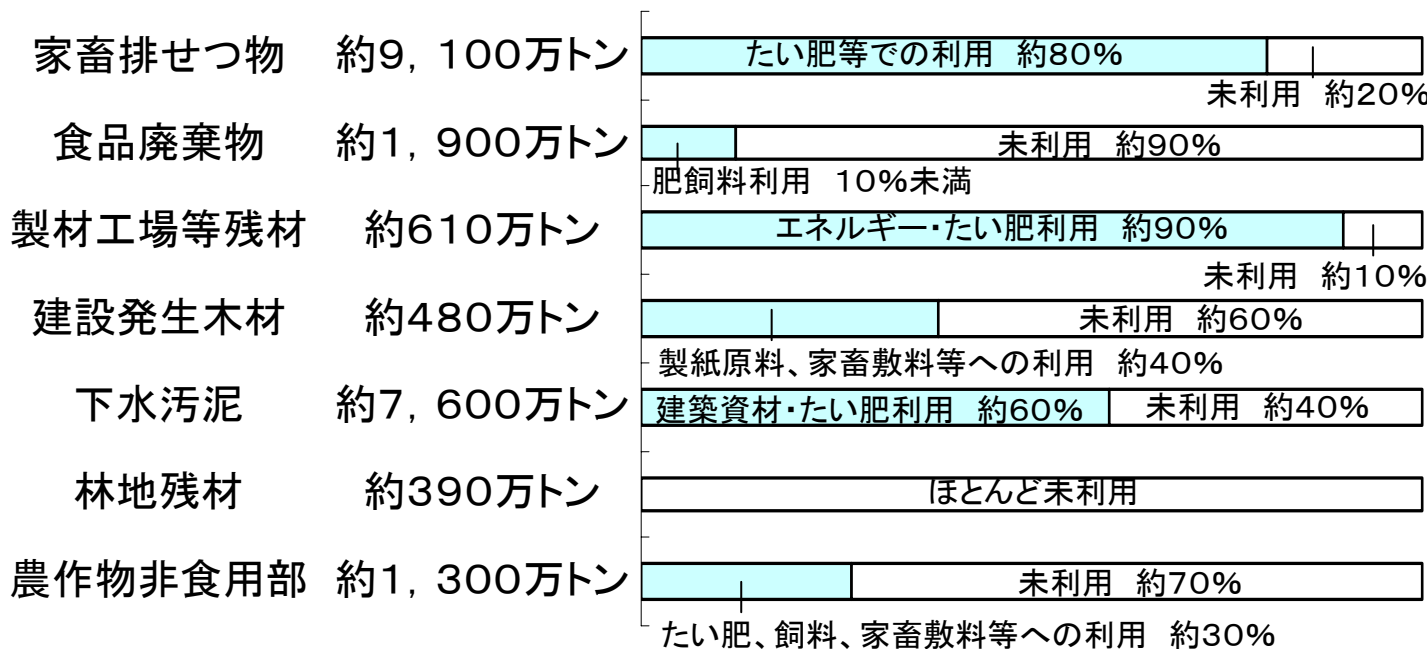 家畜排せつ物 約9,100万トン たい肥等での利用 約80%
未利用 約20%
食品廃棄物 約1,900万トン 未利用 約90%
肥飼料利用 10%未満
製材工場等残材 約610万トン エネルギー・たい肥利用 約90%
未利用 約10%
建設発生木材 約480万トン 未利用 約60%
製紙原料、家畜敷料等への利用 約40%
下水汚泥 約7,600万トン 建築資材・たい肥利用 約60% 未利用 約40%
林地残材 約390万トン ほとんど未利用
農作物非食用部 約1,300万トン 未利用 約70%
たい肥、飼料、家畜敷料等への利用 約30%